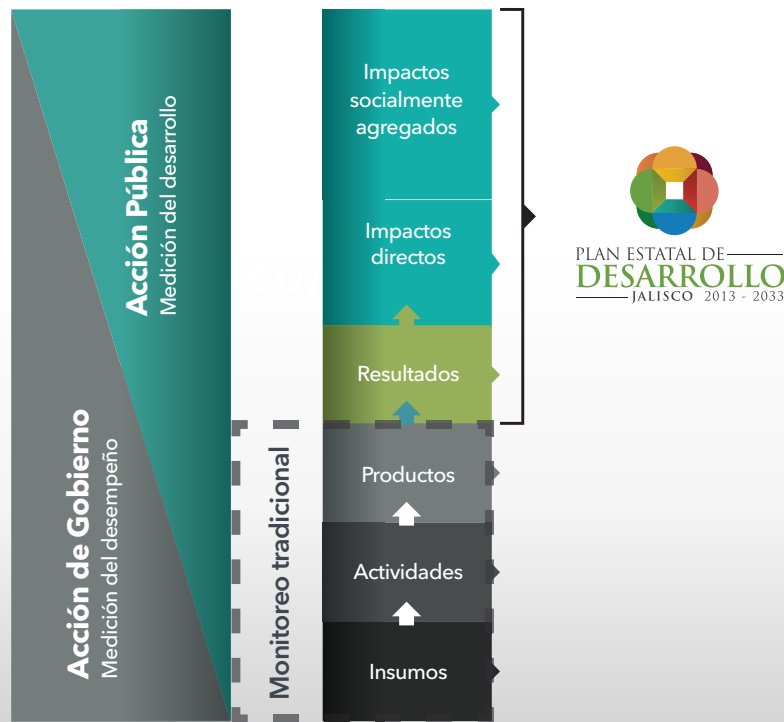 Acción Pública
Medición del desarrollo
Acción de Gobierno
Medición del desempeño
Monitoreo tradicional
Impactos
socialmente
agregados
Impactos
directos
Resultados
Productos
Actividades
Insumos
PLAN ESTATAL DE
DESARROLLO
JALISCO 2013 - 2033